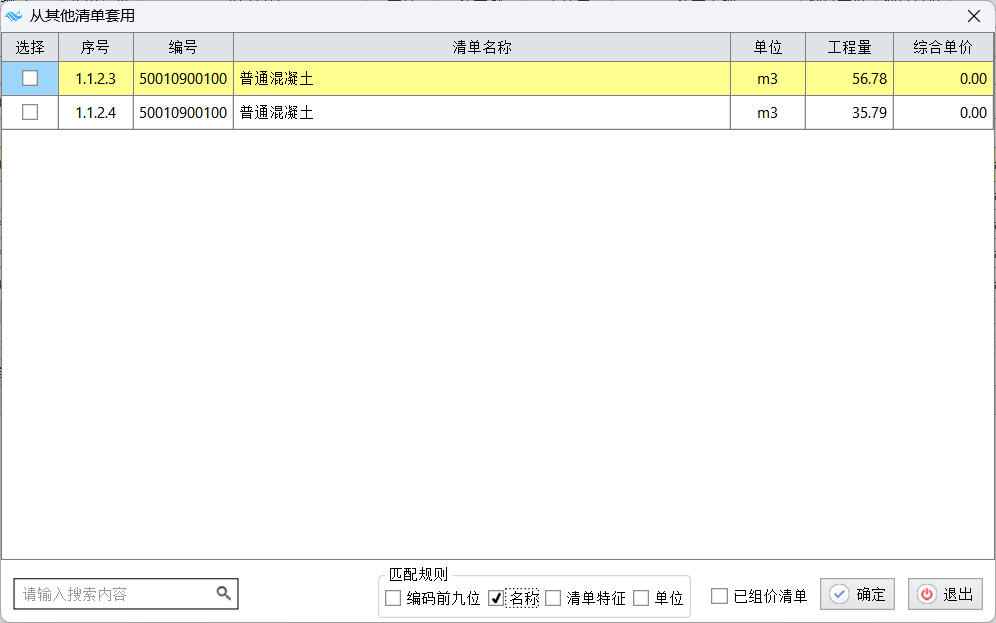 从其他清单套用
选择 序号 编号 清单名称 单位 工程量 综合单价
1.1.2.3 50010900100 普通混凝土 m3 56.78 0.00
1.1.2.4 50010900100 普通混凝土 m3 35.79 0.00
匹配规则
请输入搜索内容 编码前九位 名称 清单特征 单位 已组价清单 确定 退出